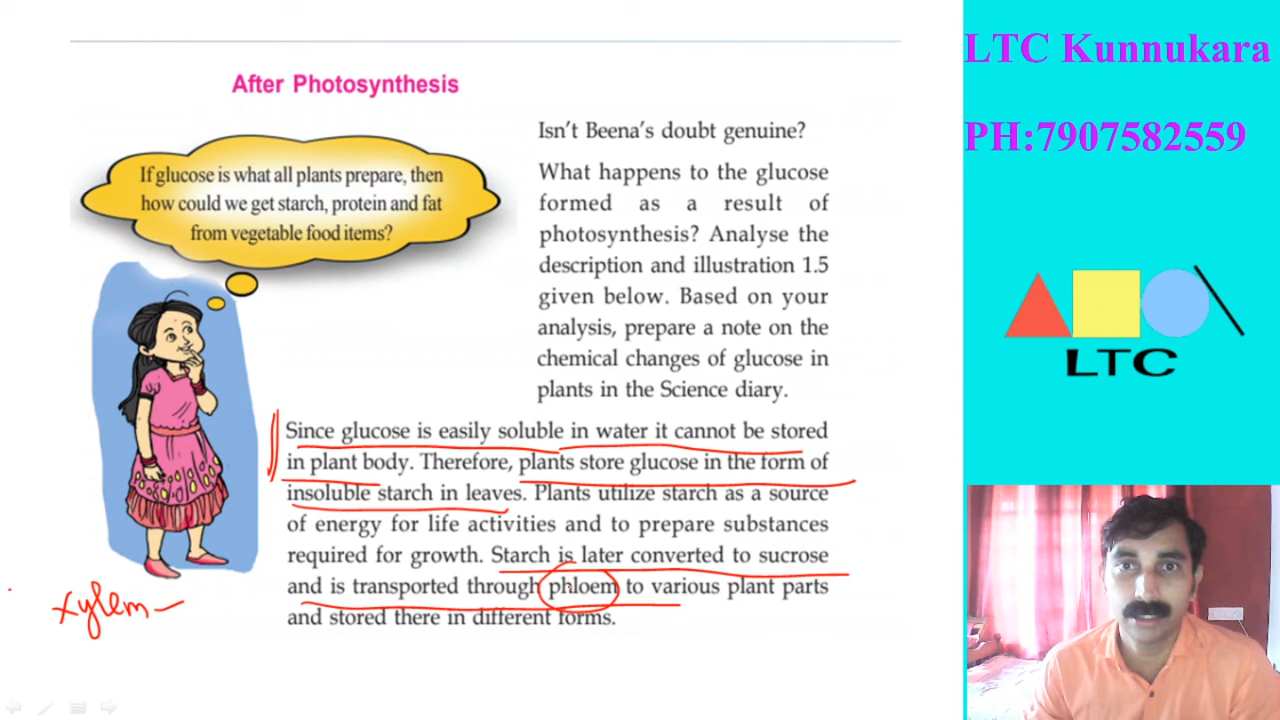 LTC Kunnukara
PH:7907582559
After Photosynthesis
If glucose is what all plants prepare, then
how could we get starch, protein and fat
from vegetable food items?
Isn't Beena's doubt genuine?
What happens to the glucose
formed as a result of
photosynthesis? Analyse the
description and illustration 1.5
given below. Based on your
analysis, prepare a note on the
chemical changes of glucose in
plants in the Science diary.
Since glucose is easily soluble in water it cannot be stored
in plant body. Therefore, plants store glucose in the form of
insoluble starch in leaves. Plants utilize starch as a source
of energy for life activities and to prepare substances
required for growth. Starch is later converted to sucrose
and is transported through phloem to various plant parts
and stored there in different forms.
xylem —
LTC